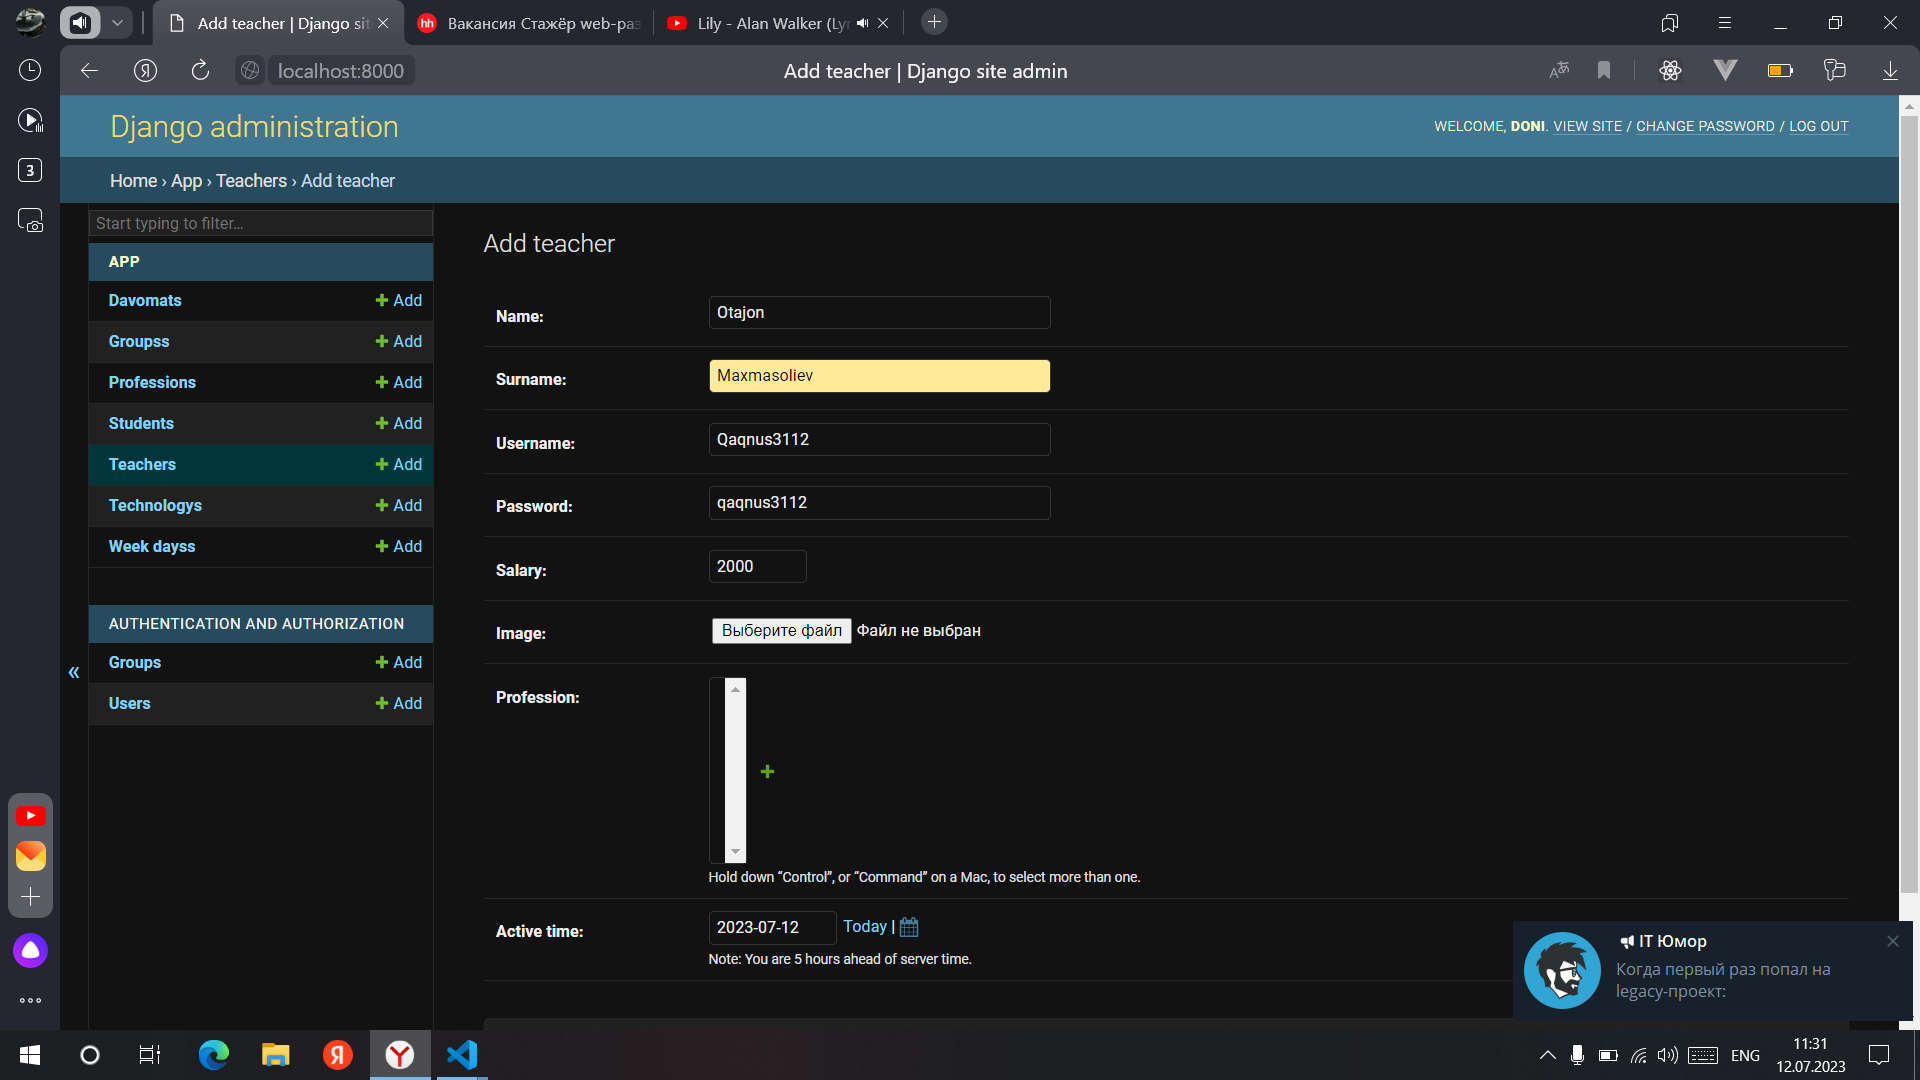 Add teacher | Django sit
Вакансия Стажёр web-раз
Lily - Alan Walker (Lyr
localhost:8000
Add teacher | Django site admin
Django administration
WELCOME, DONI. VIEW SITE / CHANGE PASSWORD / LOG OUT
Home › App › Teachers › Add teacher
Start typing to filter...
APP
Davomats
Add
Groupss
Add
Professions
Add
Students
Add
Teachers
Add
Technologys
Add
Week dayss
Add
AUTHENTICATION AND AUTHORIZATION
Groups
Add
Users
Add
«
3
Add teacher
Name:
Otajon
Surname:
Maxmasoliev
Username:
Qaqnus3112
Password:
qaqnus3112
Salary:
2000
Image:
Выберите файл Файл не выбран
Profession:
Hold down “Control”, or “Command” on a Mac, to select more than one.
Active time:
2023-07-12
Today |
Note: You are 5 hours ahead of server time.
IT Юмор
Когда первый раз попал на
legacy-проект:
ENG
11:31
12.07.2023